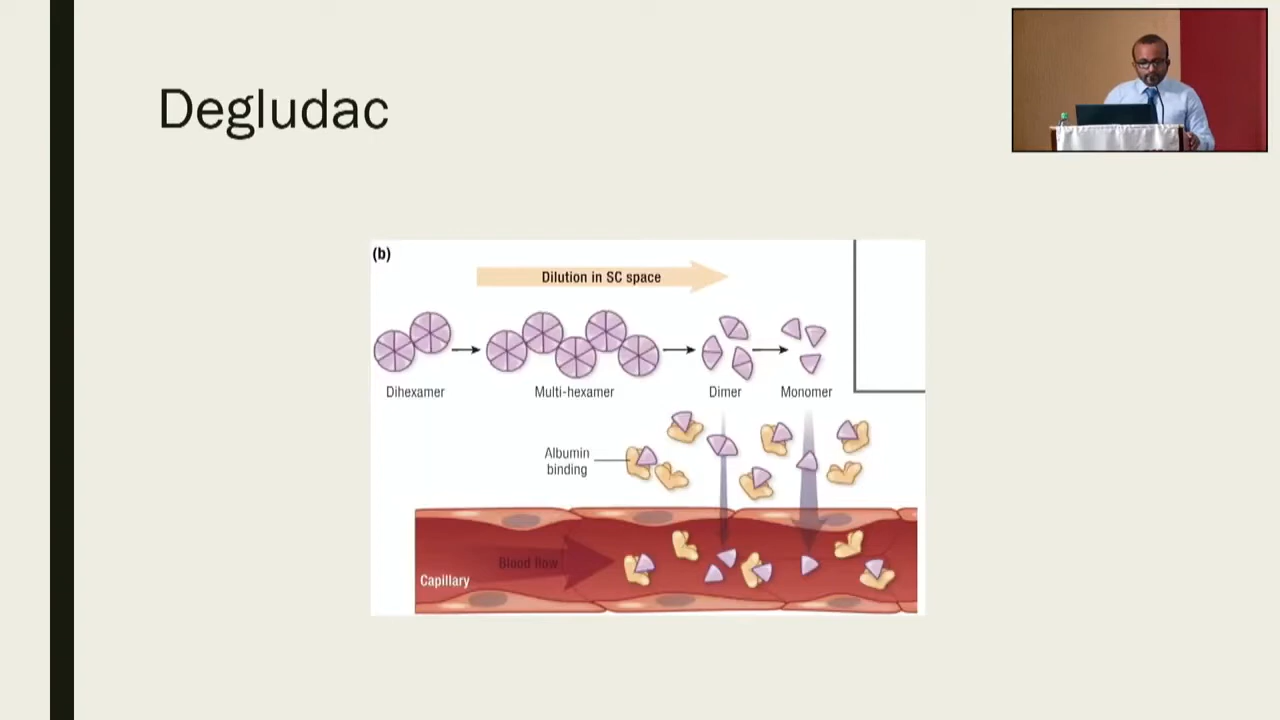 Degludac
(b)
Dilution in SC space
Dihexamer
Multi-hexamer
Dimer
Monomer
Albumin
binding
Blood flow
Capillary